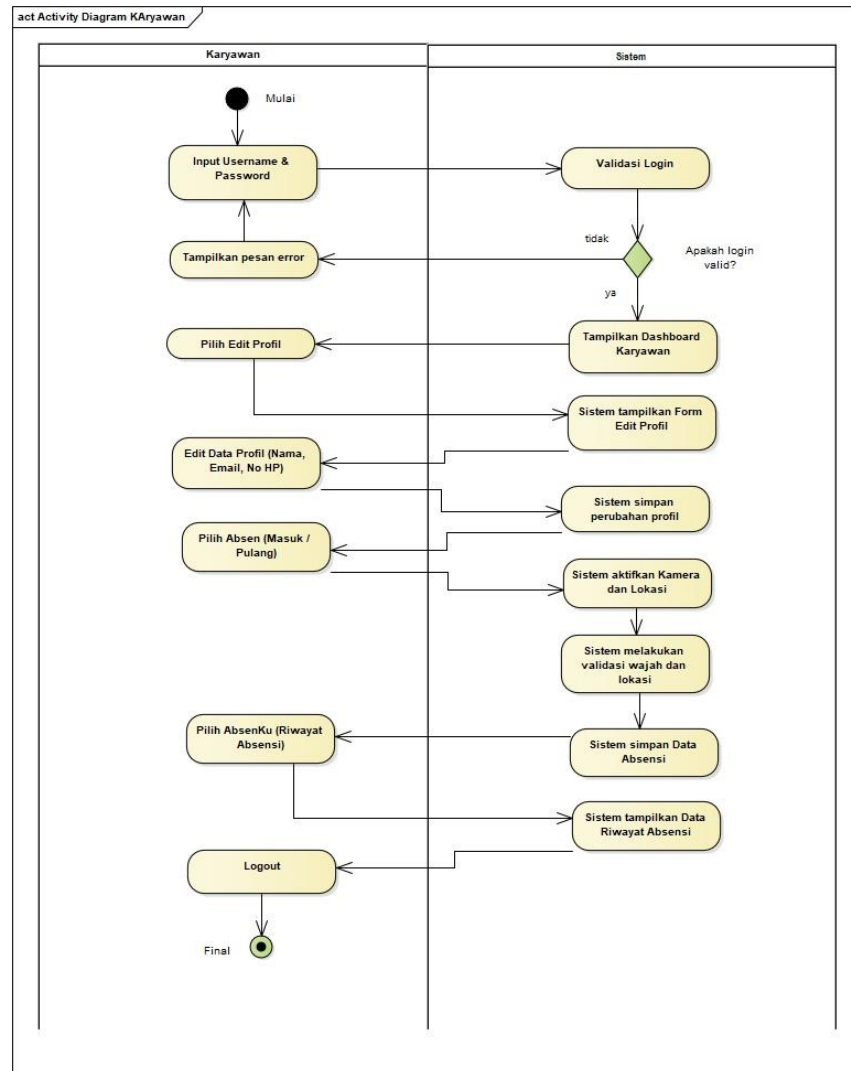 act Activity Diagram KAryawan
Karyawan
Sistem
Mulai
Input Username &
Password
Validasi Login
tidak
Apakah login
valid?
Tampilkan pesan error
ya
Tampilkan Dashboard
Karyawan
Pilih Edit Profil
Sistem tampilkan Form
Edit Profil
Edit Data Profil (Nama,
Email, No HP)
Sistem simpan
perubahan profil
Pilih Absen (Masuk /
Pulang)
Sistem aktifkan Kamera
dan Lokasi
Sistem melakukan
validasi wajah dan
lokasi
Pilih AbsenKu (Riwayat
Absensi)
Sistem simpan Data
Absensi
Sistem tampilkan Data
Riwayat Absensi
Logout
Final